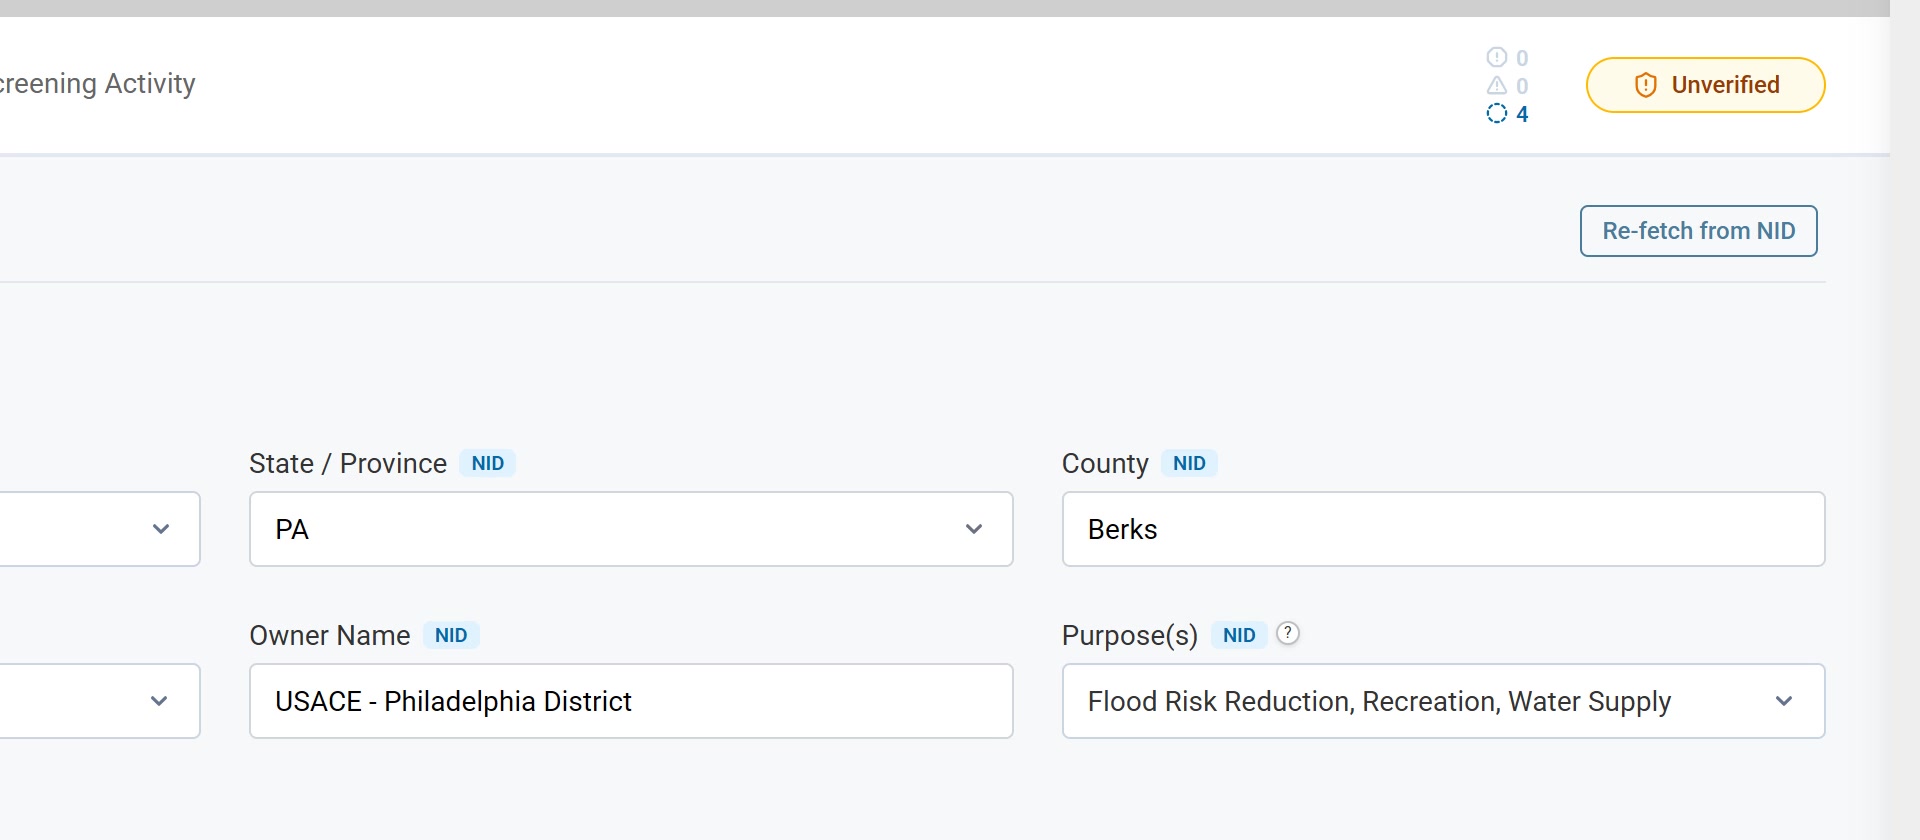 creening Activity
0
0
4
Unverified
Re-fetch from NID
State / Province NID
County NID
PA
Berks
Owner Name NID
Purpose(s) NID ?
USACE - Philadelphia District
Flood Risk Reduction, Recreation, Water Supply